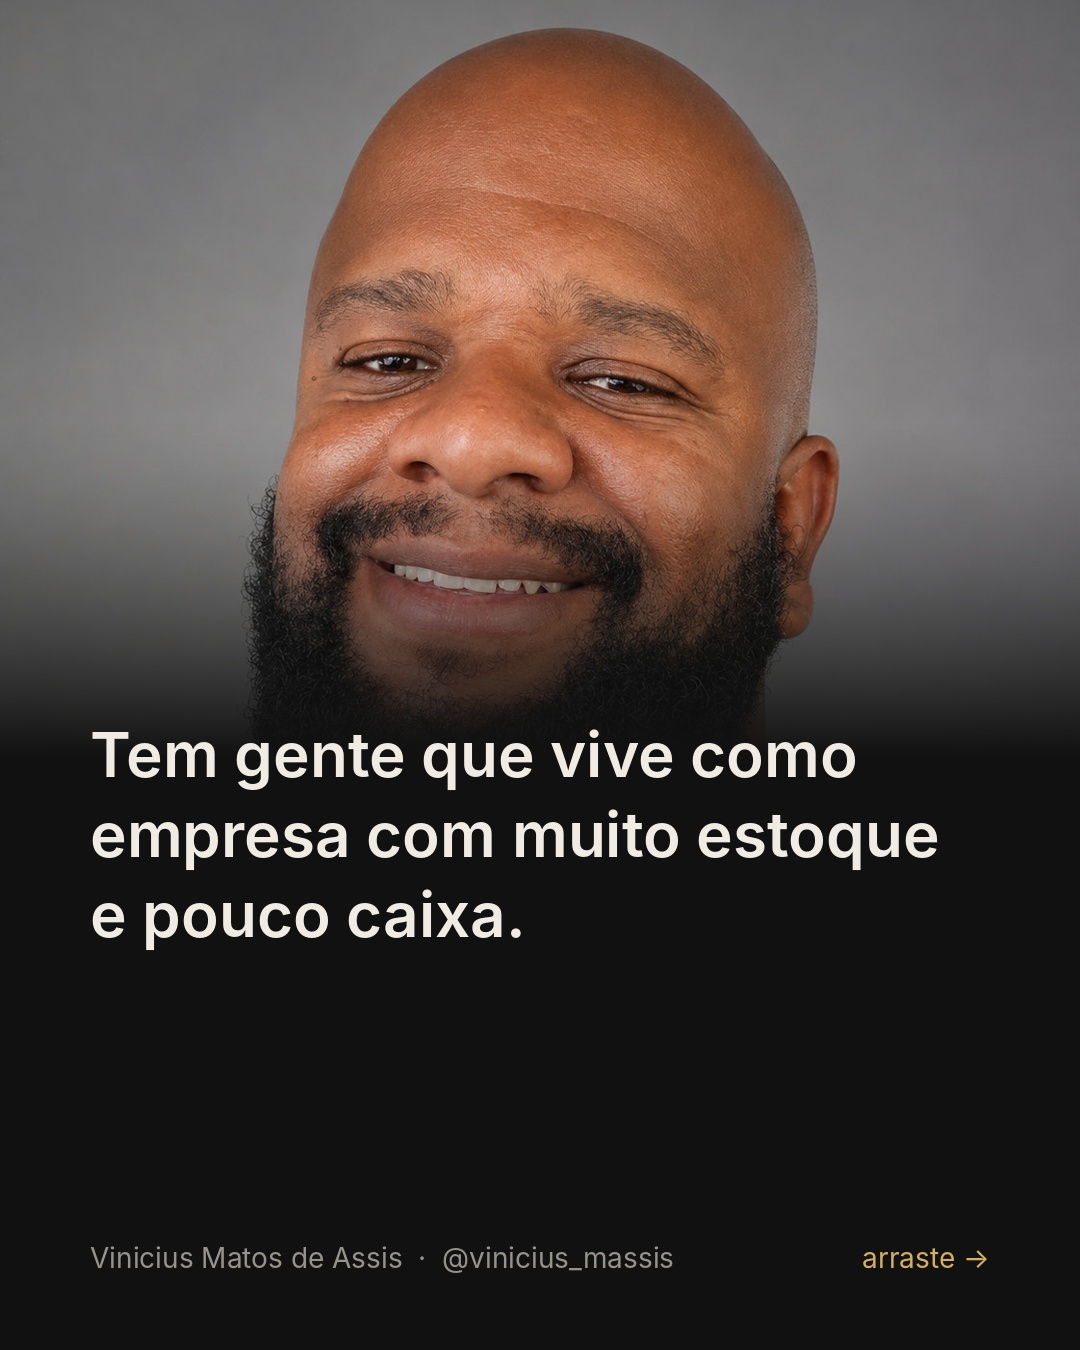 Tem gente que vive como
empresa com muito estoque
e pouco caixa.
Vinicius Matos de Assis · @vinicius_massis
arraste →